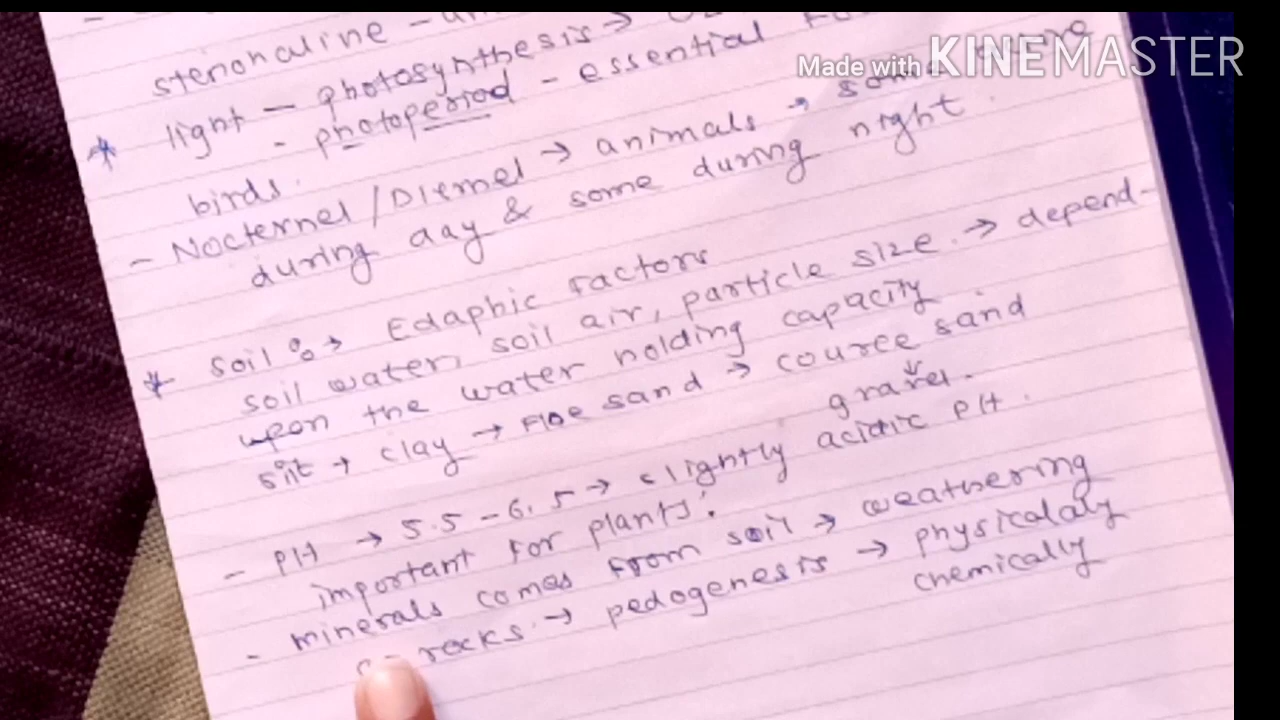 stenohaline -
* light - photosynthesis →
- photoperiod - essential
birds.
- Nocternel / Diernel → animals → some
during day & some during night.
* soil :→ Edaphic factors
soil water, soil air, particle size. → depend-
upon the water holding capacity
silt → clay → Fine sand → cource sand
gravel.
- PH → 5.5 - 6.5 → slightly acidic PH.
important for plants.
- minerals comes from soil → weathering
rocks. → pedogenesis → physicalaly
chemically
Made with KINEMASTER